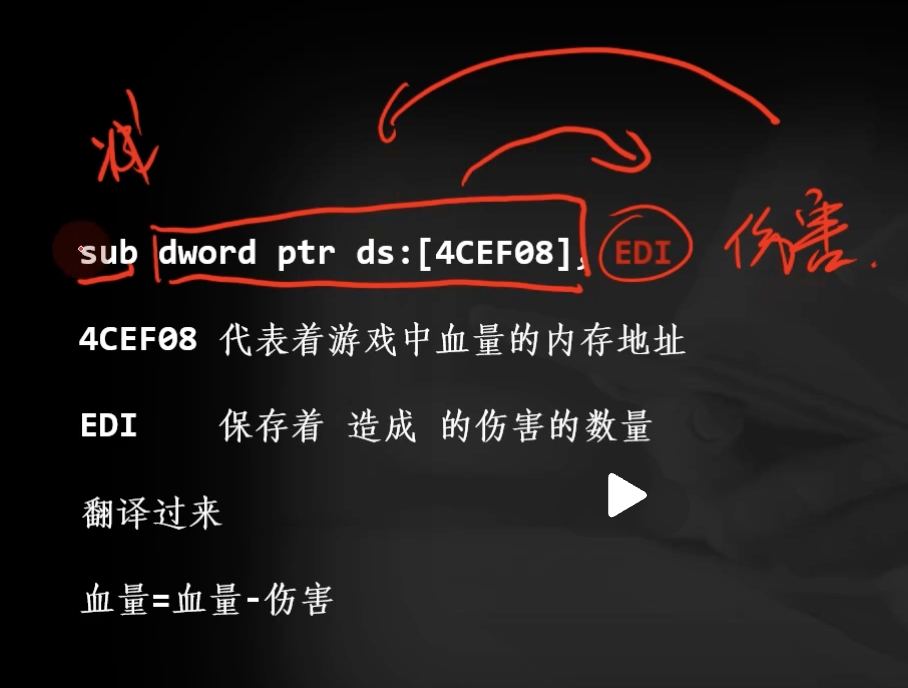 减
sub dword ptr ds:[4CEF08], EDI 伤害.
4CEF08 代表着游戏中血量的内存地址
EDI 保存着 造成 的伤害的数量
翻译过来
血量=血量-伤害